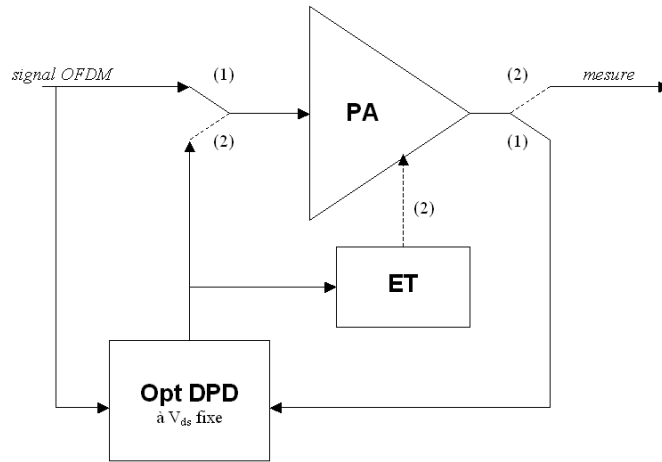 signal OFDM
(1)
(2)
mesure
PA
(2)
(1)
(2)
ET
Opt DPD
à Vds fixe